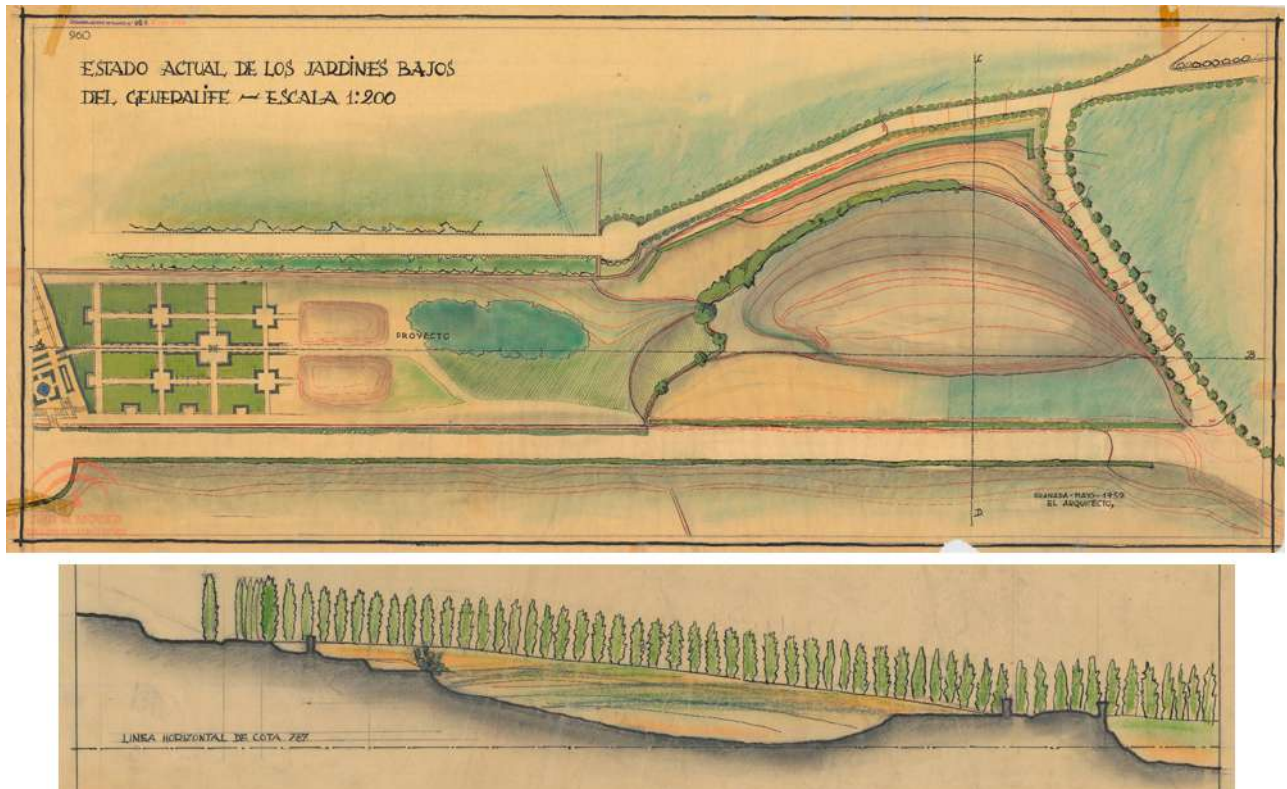 960
ESTADO ACTUAL DE LOS JARDINES BAJOS
DEL GENERALIFE — ESCALA 1:200
C
PROYECTO
B
GRANADA-MAYO-1950
EL ARQUITECTO,
D
LINEA HORIZONTAL DE COTA 787